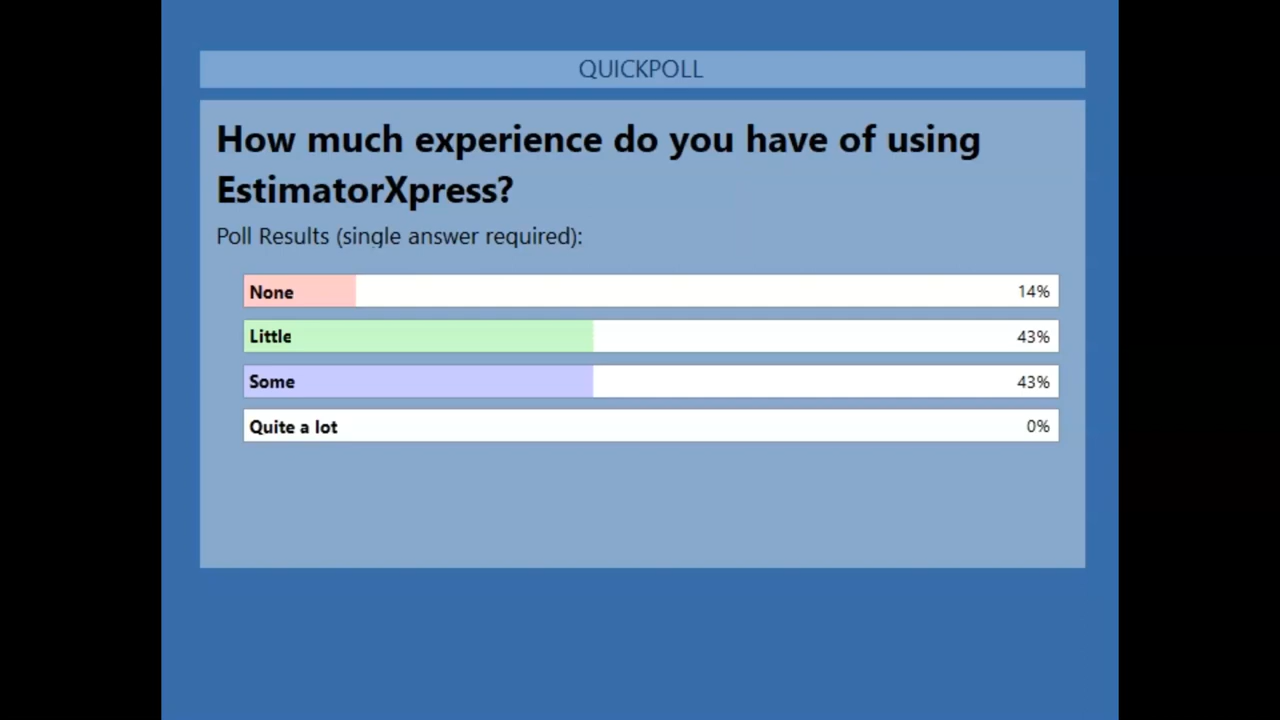 QUICKPOLL
How much experience do you have of using
EstimatorXpress?
Poll Results (single answer required):
None 14%
Little 43%
Some 43%
Quite a lot 0%